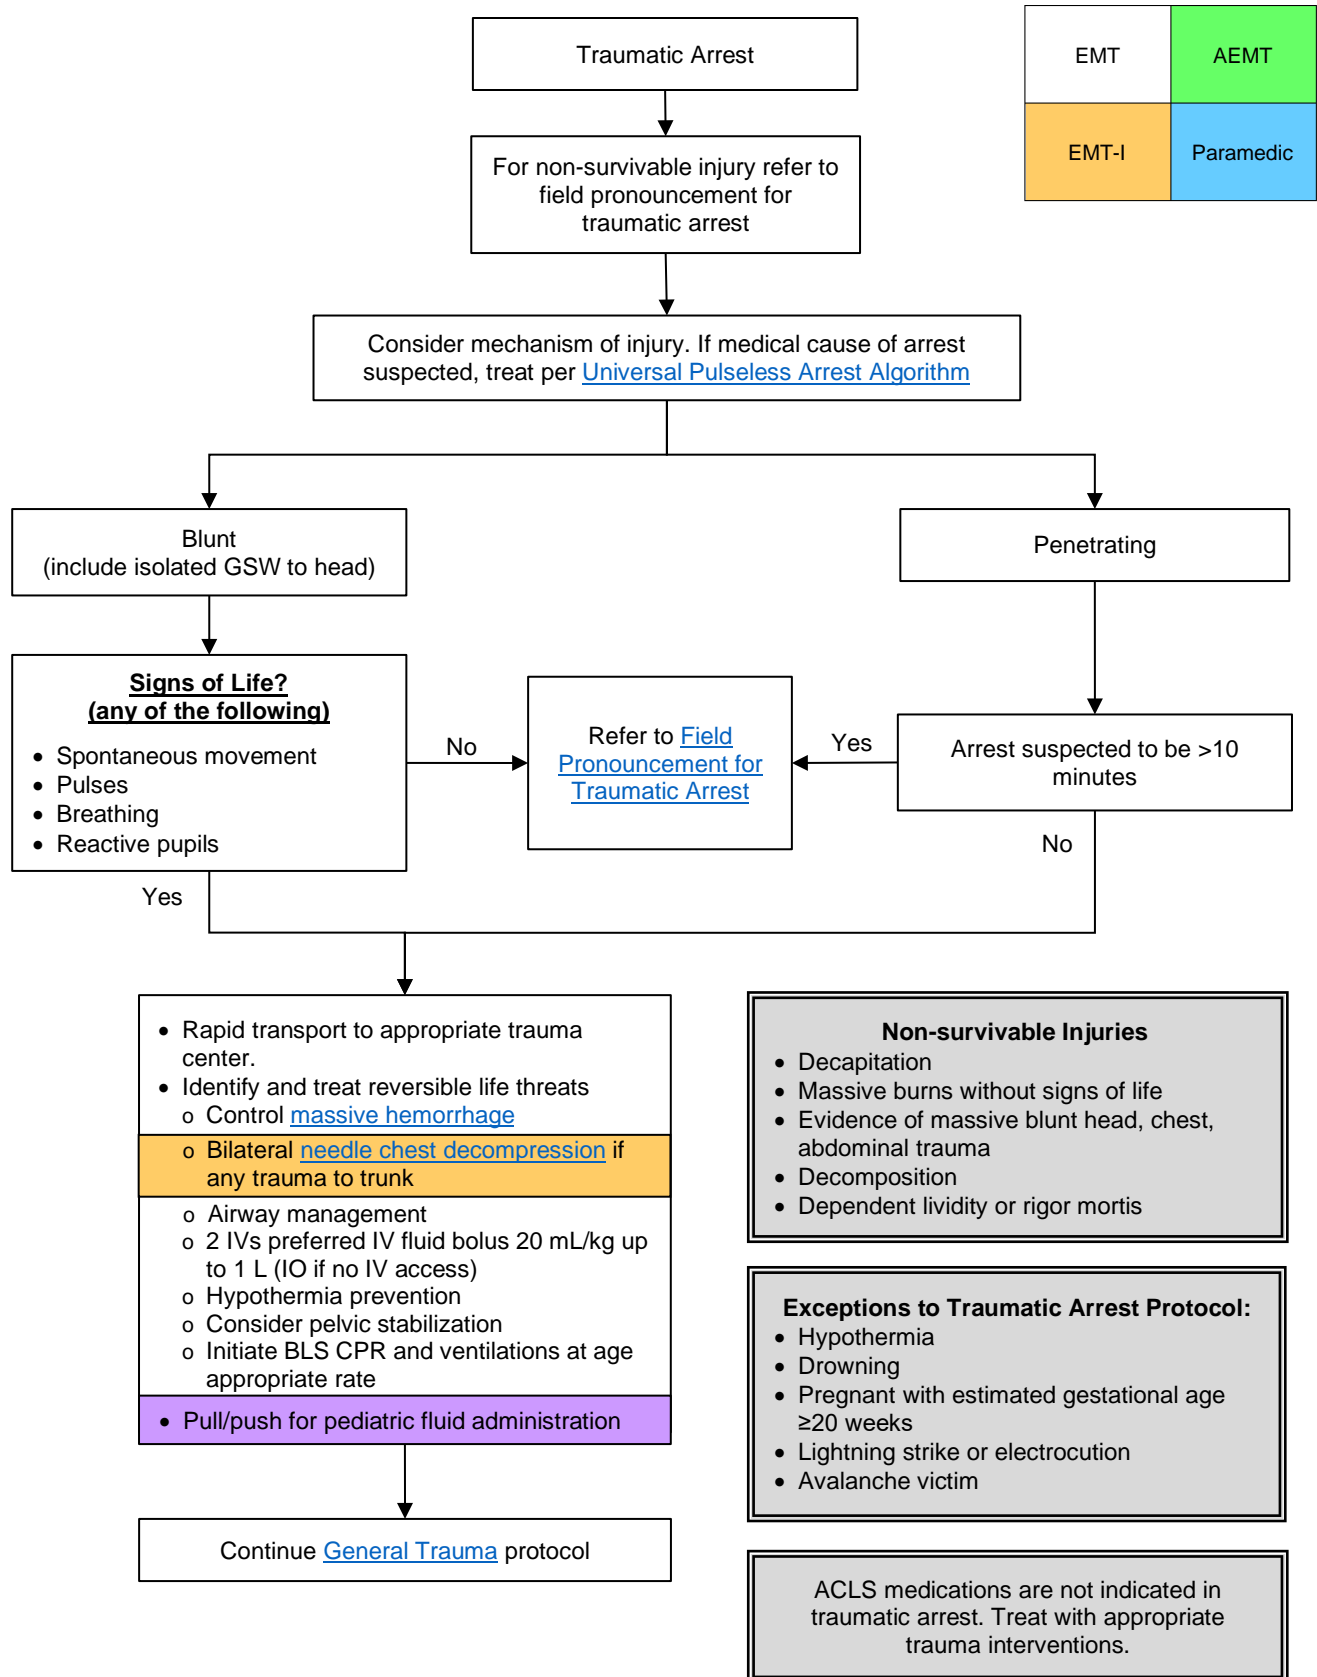 Traumatic Arrest
EMT
AEMT
EMT-I
Paramedic
For non-survivable injury refer to
field pronouncement for
traumatic arrest
Consider mechanism of injury. If medical cause of arrest
suspected, treat per Universal Pulseless Arrest Algorithm
Blunt
(include isolated GSW to head)
Penetrating
Signs of Life?
(any of the following)
• Spontaneous movement
• Pulses
• Breathing
• Reactive pupils
No
Refer to Field
Pronouncement for
Traumatic Arrest
Yes
Arrest suspected to be >10
minutes
Yes
No
• Rapid transport to appropriate trauma
center.
• Identify and treat reversible life threats
o Control massive hemorrhage
o Bilateral needle chest decompression if
any trauma to trunk
o Airway management
o 2 IVs preferred IV fluid bolus 20 mL/kg up
to 1 L (IO if no IV access)
o Hypothermia prevention
o Consider pelvic stabilization
o Initiate BLS CPR and ventilations at age
appropriate rate
• Pull/push for pediatric fluid administration
Continue General Trauma protocol
Non-survivable Injuries
• Decapitation
• Massive burns without signs of life
• Evidence of massive blunt head, chest,
abdominal trauma
• Decomposition
• Dependent lividity or rigor mortis
Exceptions to Traumatic Arrest Protocol:
• Hypothermia
• Drowning
• Pregnant with estimated gestational age
≥20 weeks
• Lightning strike or electrocution
• Avalanche victim
ACLS medications are not indicated in
traumatic arrest. Treat with appropriate
trauma interventions.